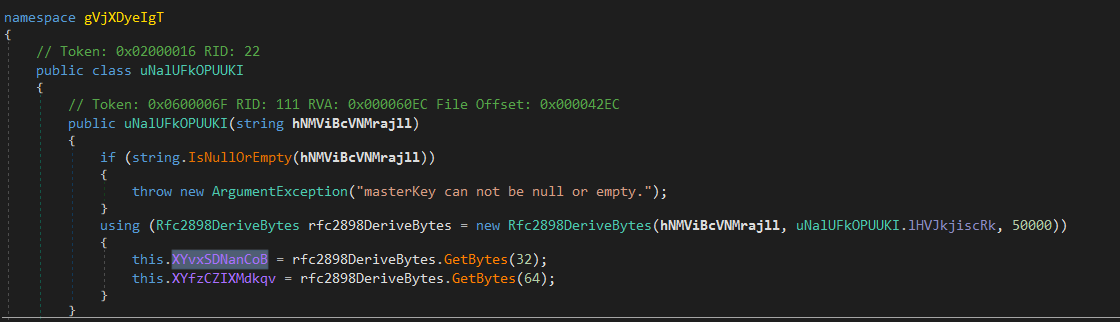 namespace gVjXDyeIgT
{
// Token: 0x02000016 RID: 22
public class uNalUFkOPUUKI
{
// Token: 0x0600006F RID: 111 RVA: 0x000060EC File Offset: 0x000042EC
public uNalUFkOPUUKI(string hNMViBcVNMrajll)
{
if (string.IsNullOrEmpty(hNMViBcVNMrajll))
{
throw new ArgumentException("masterKey can not be null or empty.");
}
using (Rfc2898DeriveBytes rfc2898DeriveBytes = new Rfc2898DeriveBytes(hNMViBcVNMrajll, uNalUFkOPUUKI.lHVJkjiscRk, 50000))
{
this.XYvxSDNanCoB = rfc2898DeriveBytes.GetBytes(32);
this.XYfzCZIXMdkqv = rfc2898DeriveBytes.GetBytes(64);
}
}